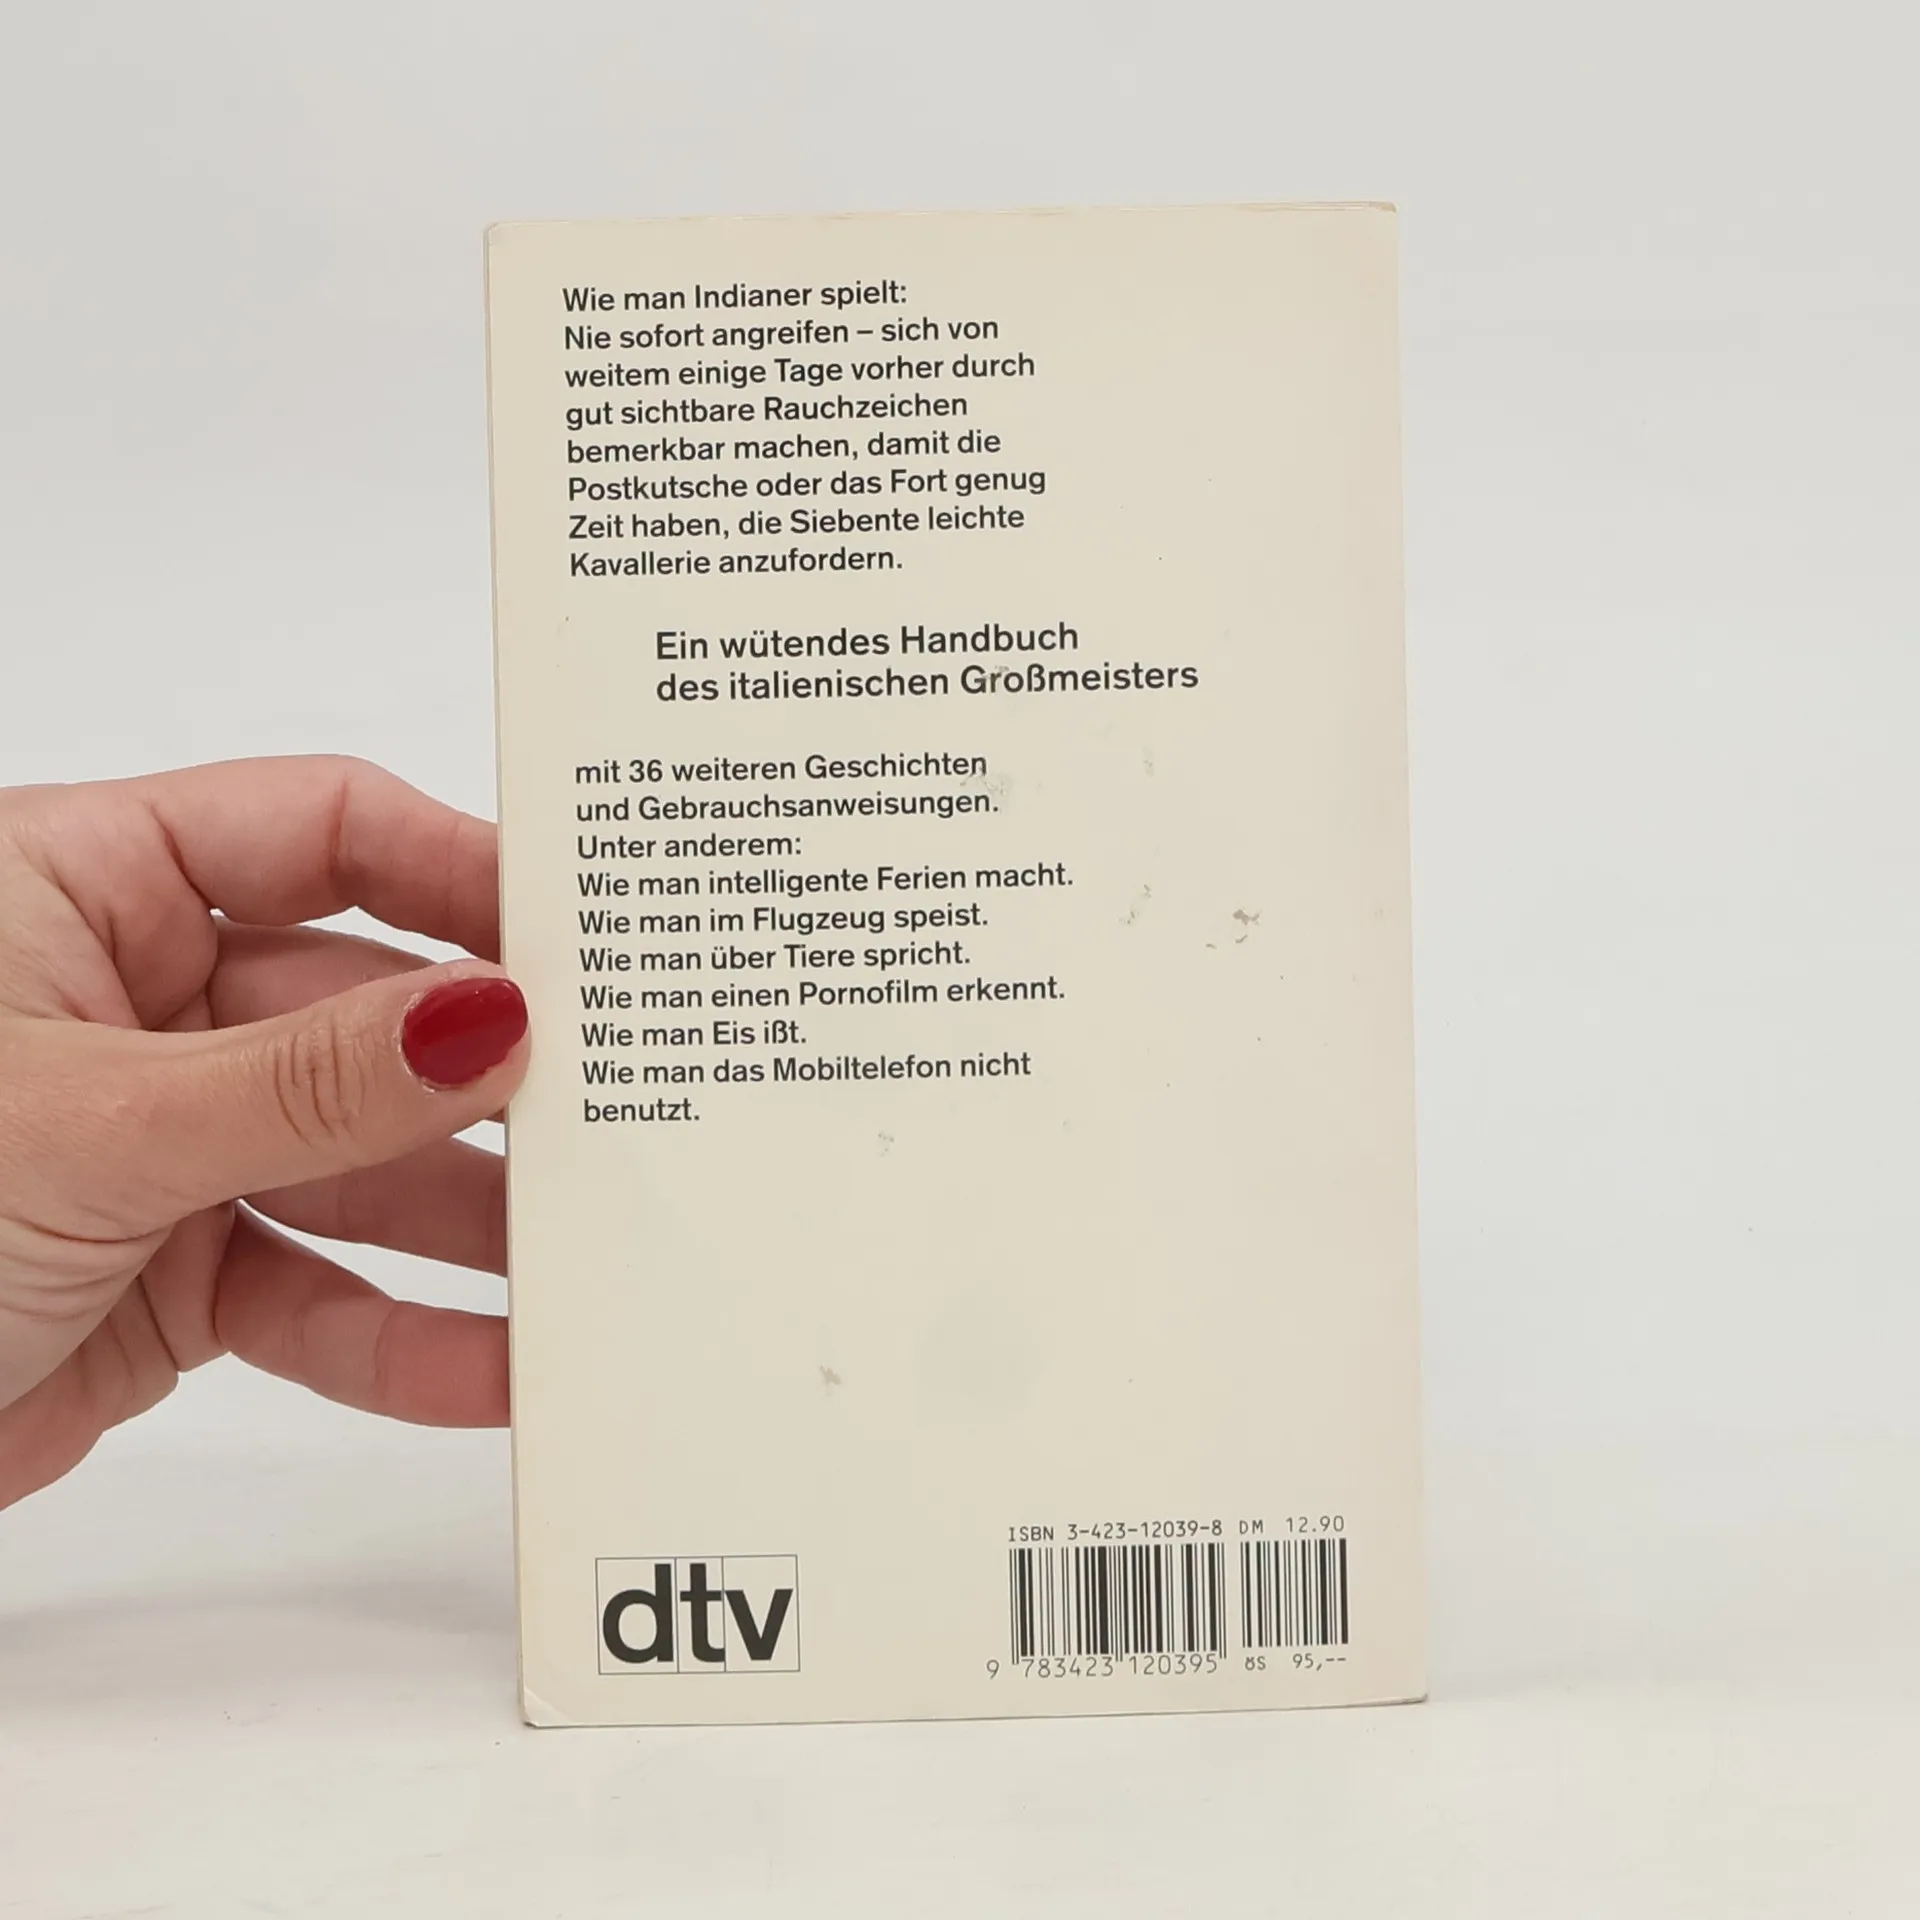 Wie man Indianer spielt:
Nie sofort angreifen – sich von
weitem einige Tage vorher durch
gut sichtbare Rauchzeichen
bemerkbar machen, damit die
Postkutsche oder das Fort genug
Zeit haben, die Siebente leichte
Kavallerie anzufordern.
Ein wütendes Handbuch
des italienischen Großmeisters
mit 36 weiteren Geschichten
und Gebrauchsanweisungen.
Unter anderem:
Wie man intelligente Ferien macht.
Wie man im Flugzeug speist.
Wie man über Tiere spricht.
Wie man einen Pornofilm erkennt.
Wie man Eis ißt.
Wie man das Mobiltelefon nicht
benutzt.
dtv
ISBN 3-423-12039-8 DM 12.90
9 783423 120395 öS 95,--